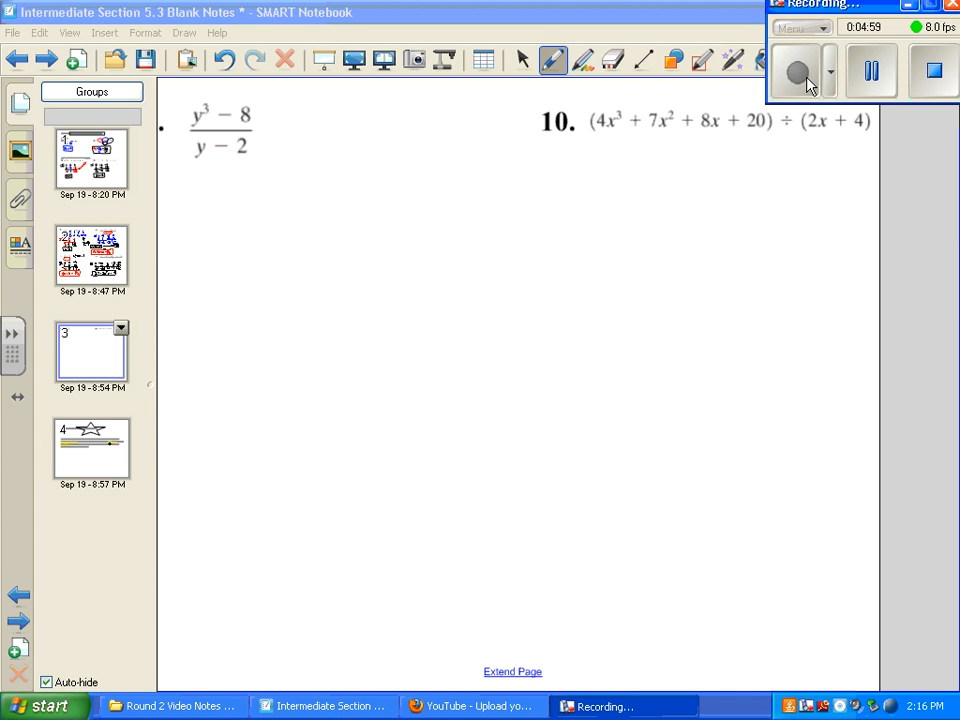 Intermediate Section 5.3 Blank Notes * - SMART Notebook
Recording...
File Edit View Insert Format Draw Help
Menu
0:04:59
8.0 fps
Groups
. y³ − 8
y − 2
10. (4x³ + 7x² + 8x + 20) ÷ (2x + 4)
1
Sep 19 -8:20 PM
2
Sep 19 -8:47 PM
3
Sep 19 -8:54 PM
4
Sep 19 -8:57 PM
Extend Page
Auto-hide
start
Round 2 Video Notes ...
Intermediate Section ...
YouTube - Upload yo...
Recording...
2:16 PM